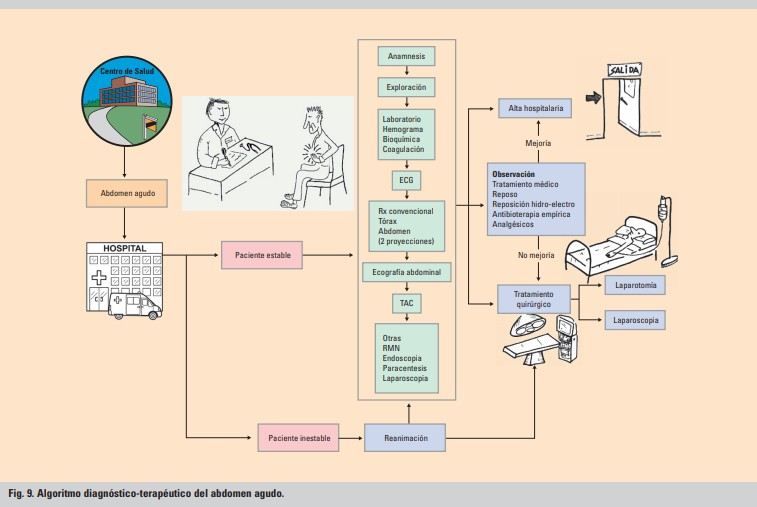 Centro de Salud
Abdomen agudo
HOSPITAL
Paciente estable
Paciente inestable
Reanimación
Anamnesis
Exploración
Laboratorio
Hemograma
Bioquímica
Coagulación
ECG
Rx convencional
Tórax
Abdomen
(2 proyecciones)
Ecografía abdominal
TAC
Otras
RMN
Endoscopia
Paracentesis
Laparoscopia
SALIDA
Alta hospitalaria
Mejoría
Observación
Tratamiento médico
Reposo
Reposición hidro-electro
Antibioterapia empírica
Analgésicos
No mejoría
Tratamiento
quirúrgico
Laparotomía
Laparoscopia
Fig. 9. Algoritmo diagnóstico-terapéutico del abdomen agudo.